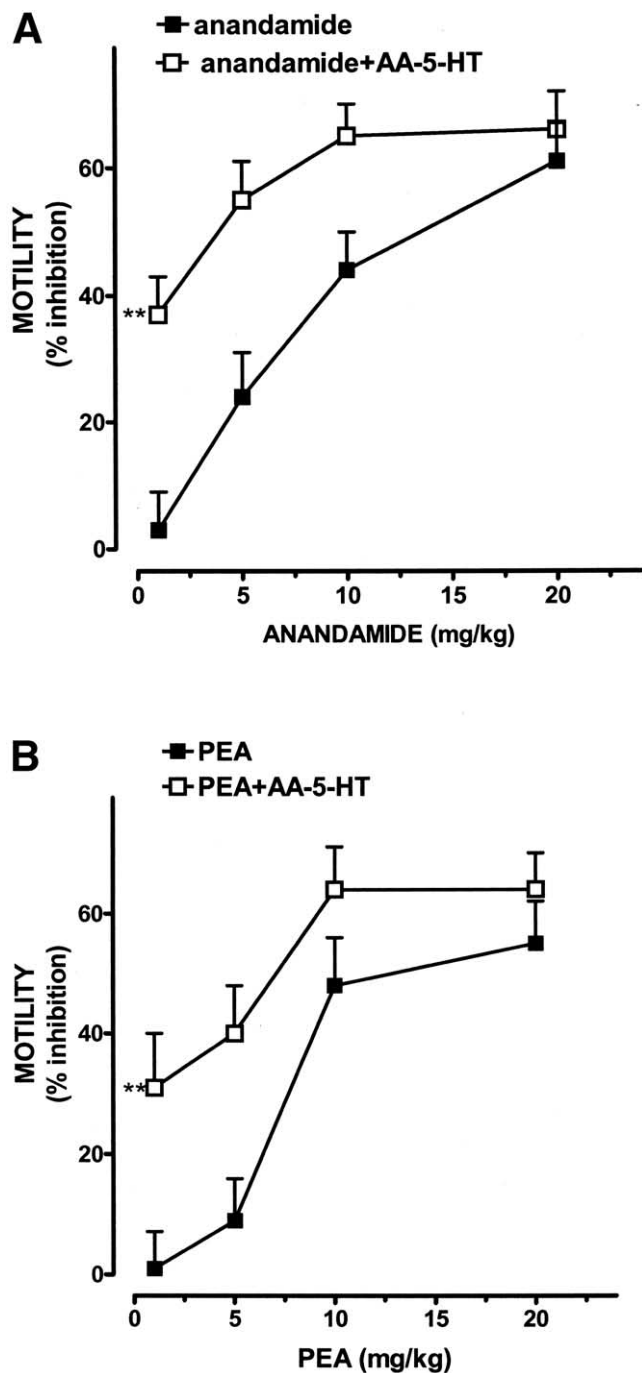 A
anandamide
anandamide+AA-5-HT
MOTILITY
(% inhibition)
60
40
**
20
0
0 5 10 15 20
ANANDAMIDE (mg/kg)
B
PEA
PEA+AA-5-HT
MOTILITY
(% inhibition)
60
40
**
20
0
0 5 10 15 20
PEA (mg/kg)